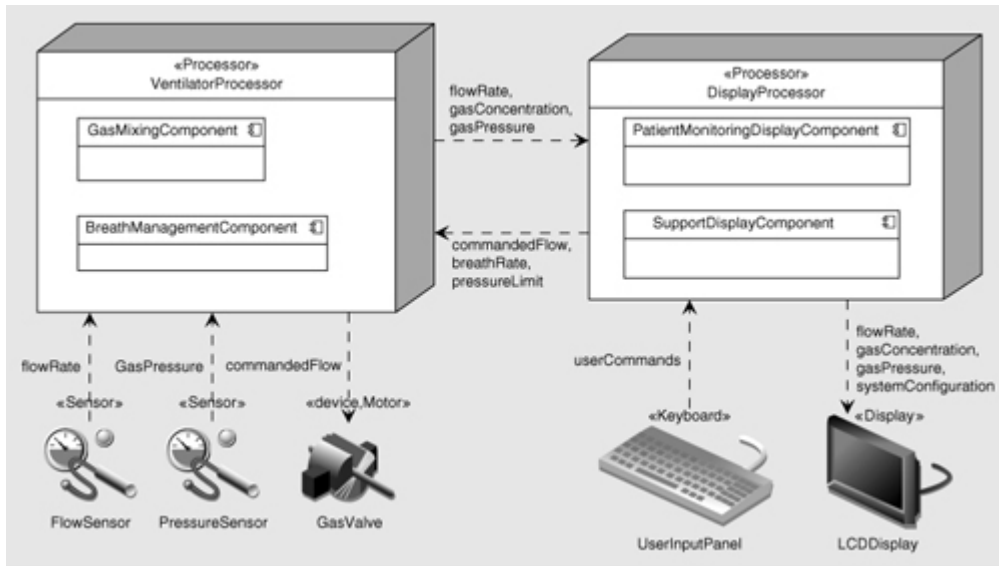 «Processor»
VentilatorProcessor
GasMixingComponent
BreathManagementComponent
flowRate,
gasConcentration,
gasPressure
commandedFlow,
breathRate,
pressureLimit
«Processor»
DisplayProcessor
PatientMonitoringDisplayComponent
SupportDisplayComponent
flowRate
GasPressure
commandedFlow
userCommands
flowRate,
gasConcentration,
gasPressure,
systemConfiguration
«Sensor»
«Sensor»
«device,Motor»
«Keyboard»
«Display»
FlowSensor
PressureSensor
GasValve
UserInputPanel
LCDDisplay